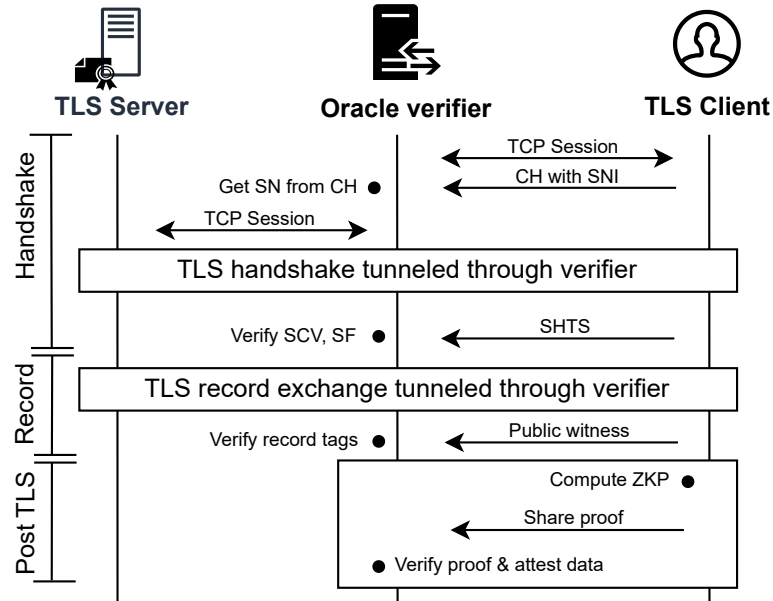 TLS Server
Oracle verifier
TLS Client
Handshake
TCP Session
CH with SNI
Get SN from CH
TCP Session
TLS handshake tunneled through verifier
SHTS
Verify SCV, SF
Record
TLS record exchange tunneled through verifier
Public witness
Verify record tags
Post TLS
Compute ZKP
Share proof
Verify proof & attest data